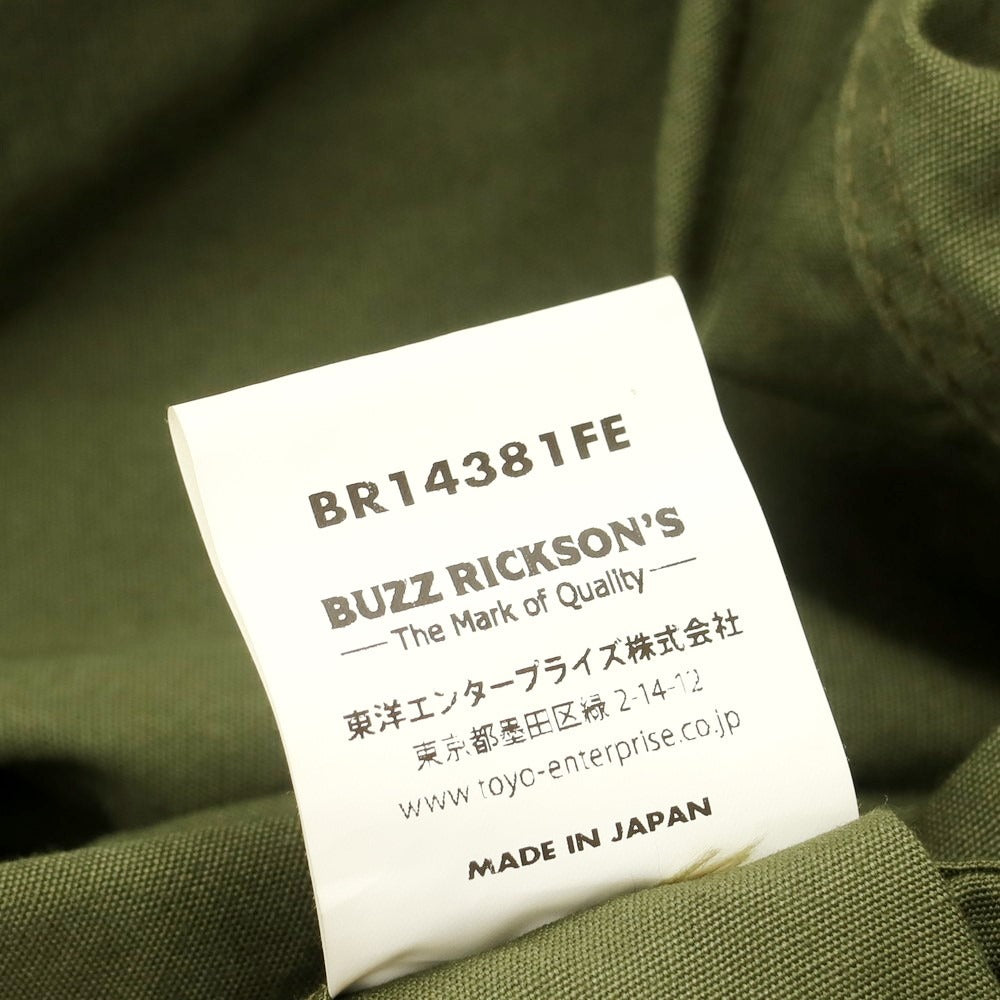 BR14381FE
BUZZ RICKSON'S
The Mark of Quality
東洋エンタープライズ株式会社
東京都墨田区緑 2-14-12
www.toyo-enterprise.co.jp
MADE IN JAPAN